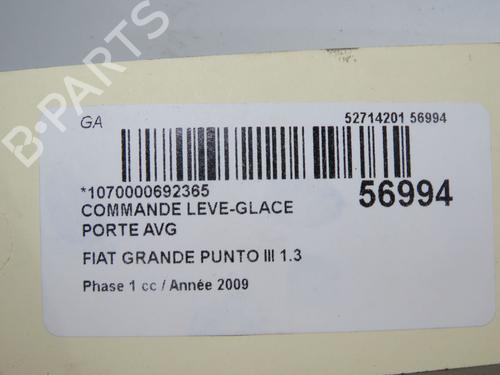 B-PARTS
GA
52714201 56994
*1070000692365
56994
COMMANDE LEVE-GLACE
PORTE AVG
FIAT GRANDE PUNTO III 1.3
Phase 1 cc / Année 2009